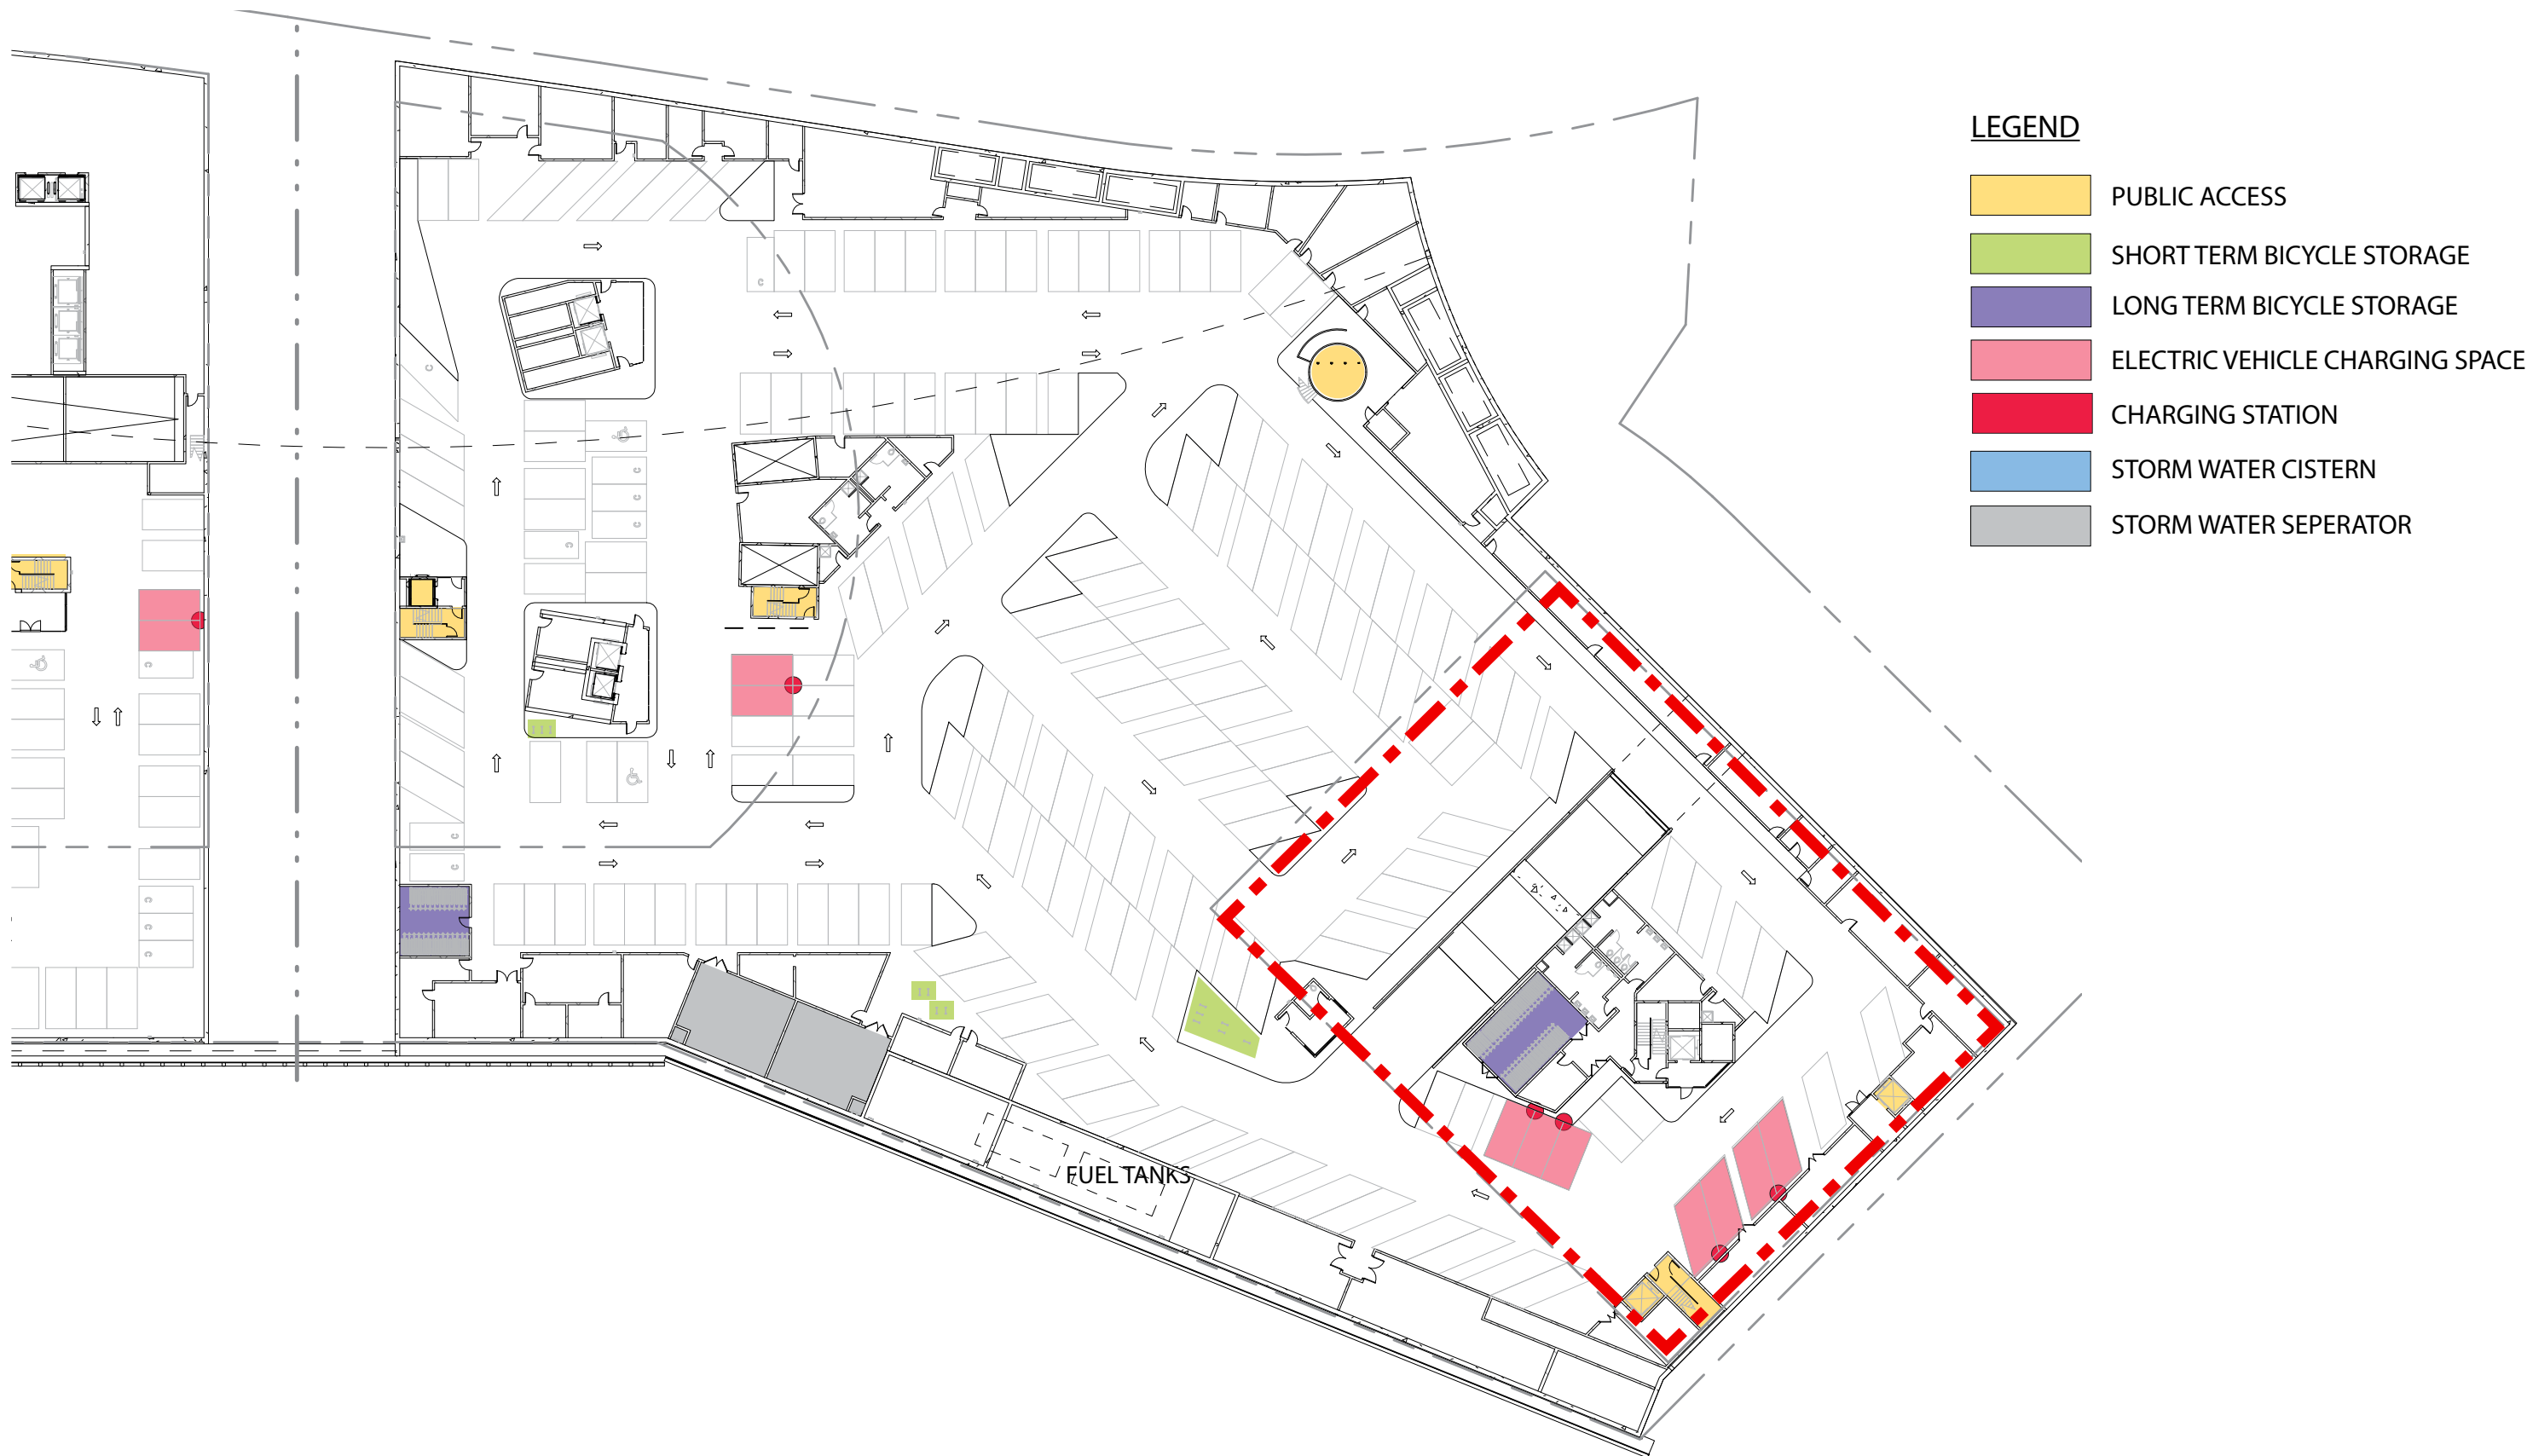 LEGEND
PUBLIC ACCESS
SHORT TERM BICYCLE STORAGE
LONG TERM BICYCLE STORAGE
ELECTRIC VEHICLE CHARGING SPACE
CHARGING STATION
STORM WATER CISTERN
STORM WATER SEPERATOR
C
C
C
C
C
C
C
C
C
C
C
C
FUEL TANKS